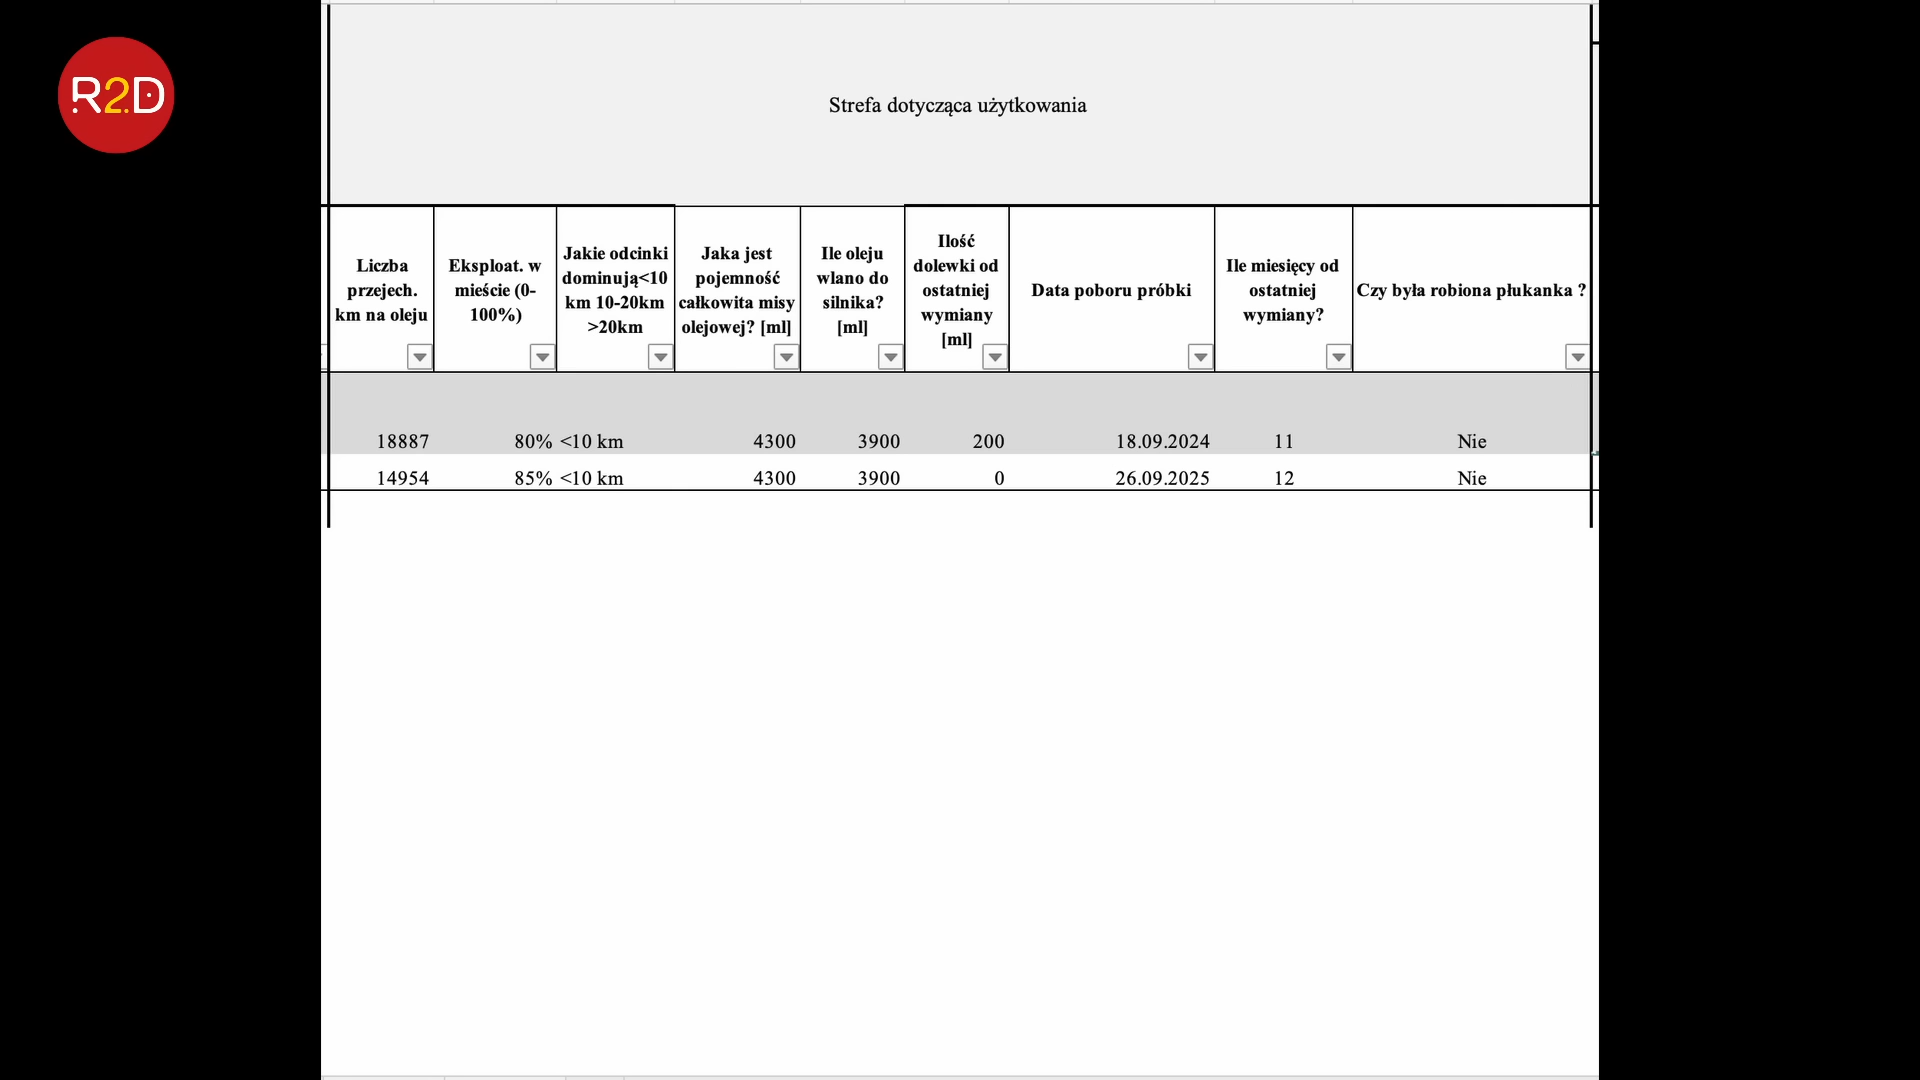 R2D
Strefa dotycząca użytkowania
Liczba
przejech.
km na oleju
Eksploat. w
mieście (0-
100%)
Jakie odcinki
dominują<10
km 10-20km
>20km
Jaka jest
pojemność
całkowita misy
olejowej? [ml]
Ile oleju
wlano do
silnika?
[ml]
Ilość
dolewki od
ostatniej
wymiany
[ml]
Data poboru próbki
Ile miesięcy od
ostatniej
wymiany?
Czy była robiona płukanka ?
18887 80% <10 km 4300 3900 200 18.09.2024 11 Nie
14954 85% <10 km 4300 3900 0 26.09.2025 12 Nie